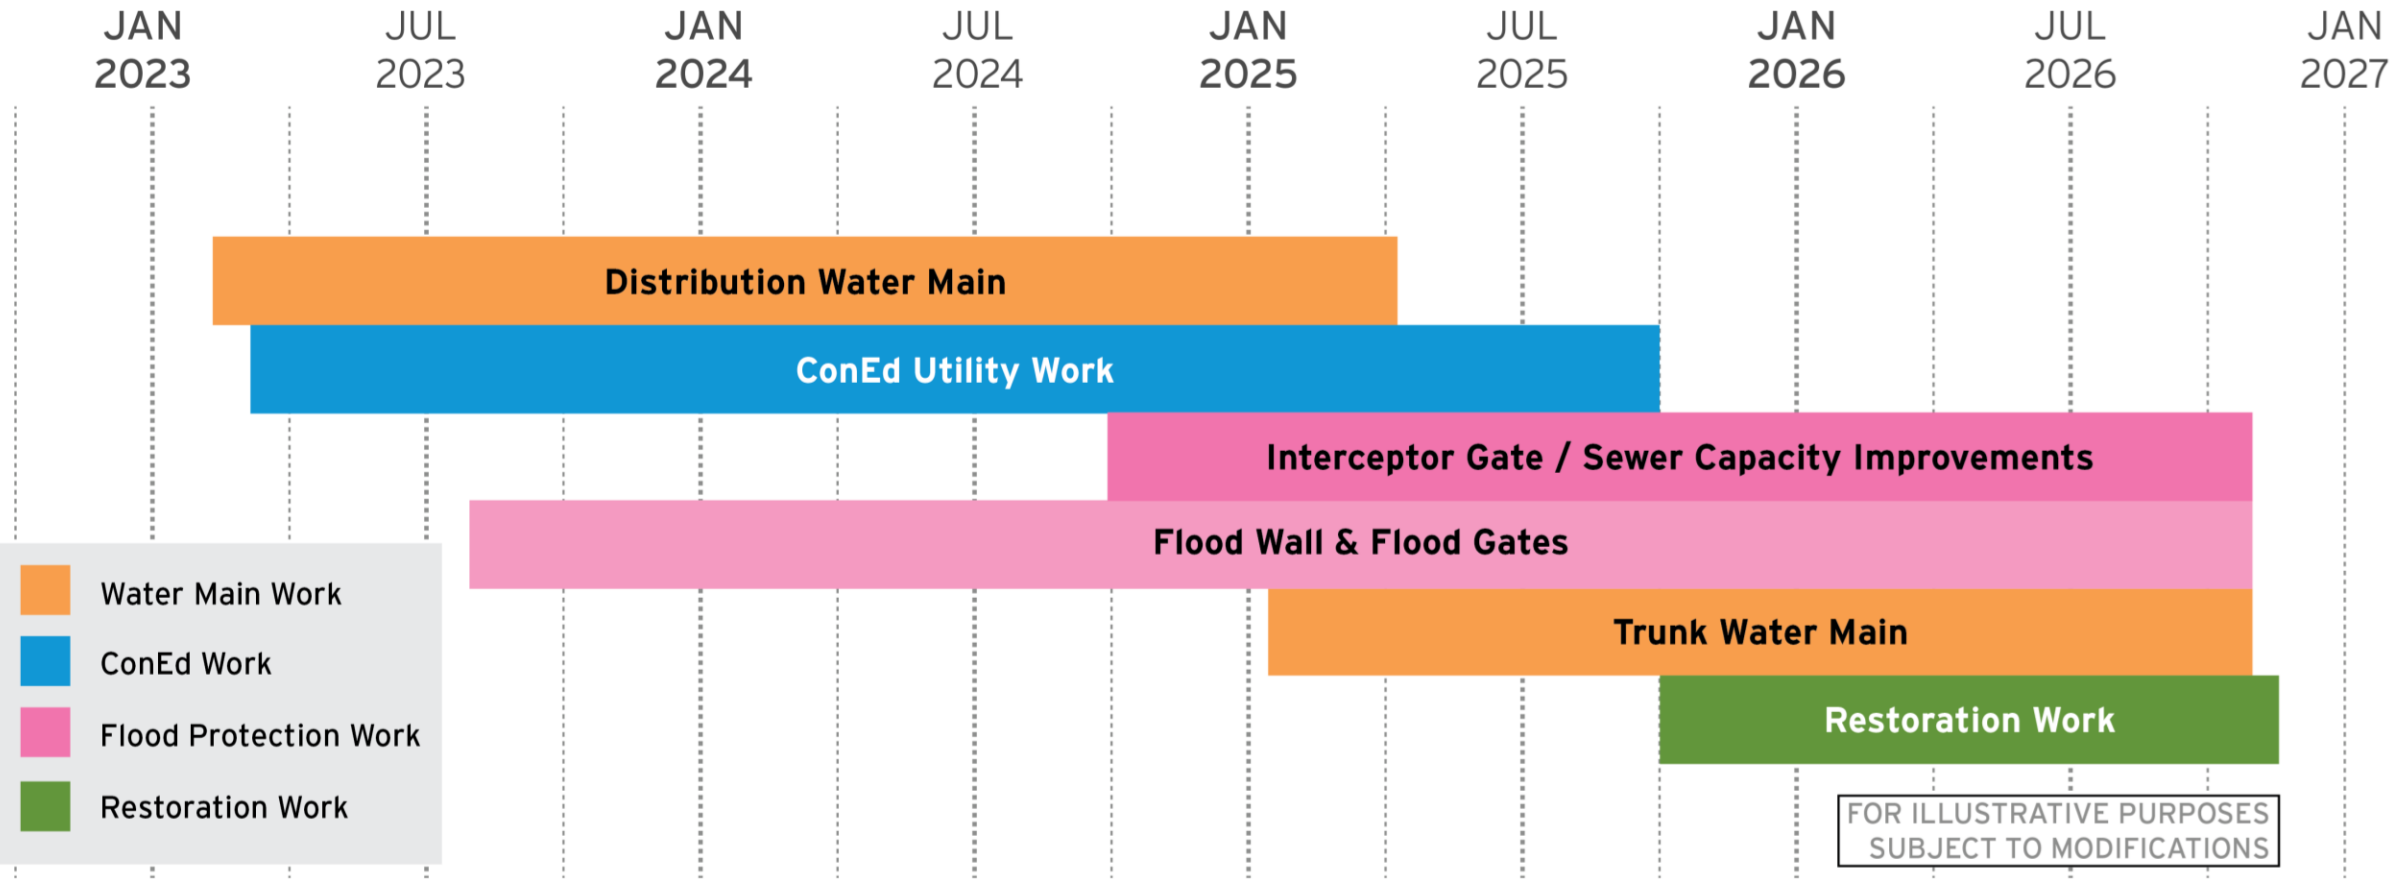 JAN JUL JAN JUL JAN JUL JAN JUL JAN
2023 2023 2024 2024 2025 2025 2026 2026 2027
Distribution Water Main
ConEd Utility Work
Interceptor Gate / Sewer Capacity Improvements
Flood Wall & Flood Gates
Trunk Water Main
Restoration Work
Water Main Work
ConEd Work
Flood Protection Work
Restoration Work
FOR ILLUSTRATIVE PURPOSES
SUBJECT TO MODIFICATIONS